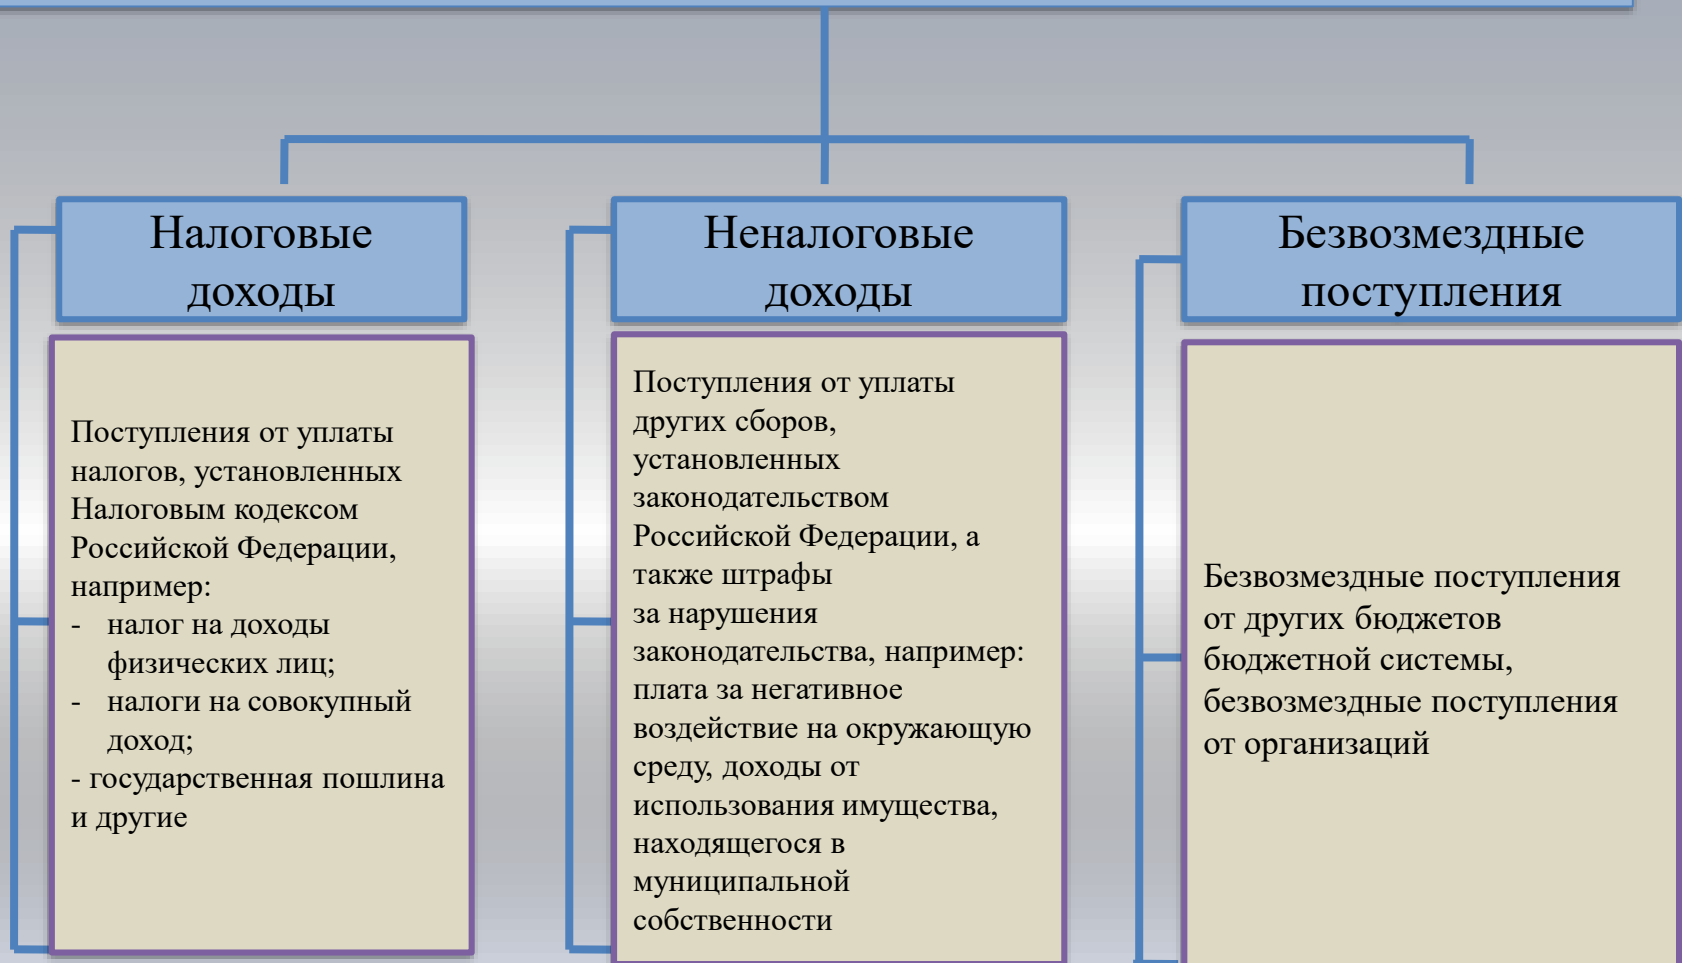 Налоговые
доходы
Поступления от уплаты
налогов, установленных
Налоговым кодексом
Российской Федерации,
например:
- налог на доходы
физических лиц;
- налоги на совокупный
доход;
- государственная пошлина
и другие
Неналоговые
доходы
Поступления от уплаты
других сборов,
установленных
законодательством
Российской Федерации, а
также штрафы
за нарушения
законодательства, например:
плата за негативное
воздействие на окружающую
среду, доходы от
использования имущества,
находящегося в
муниципальной
собственности
Безвозмездные
поступления
Безвозмездные поступления
от других бюджетов
бюджетной системы,
безвозмездные поступления
от организаций